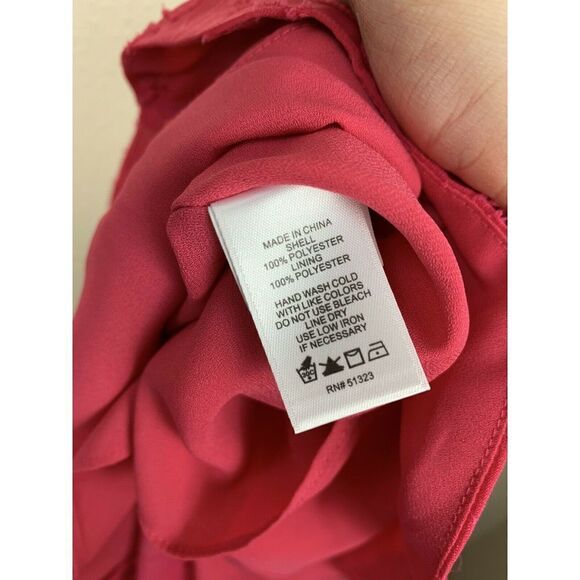 MADE IN CHINA
SHELL
100% POLYESTER
LINING
100% POLYESTER
HAND WASH COLD
WITH LIKE COLORS
DO NOT USE BLEACH
LINE DRY
USE LOW IRON
IF NECESSARY
RN# 51323